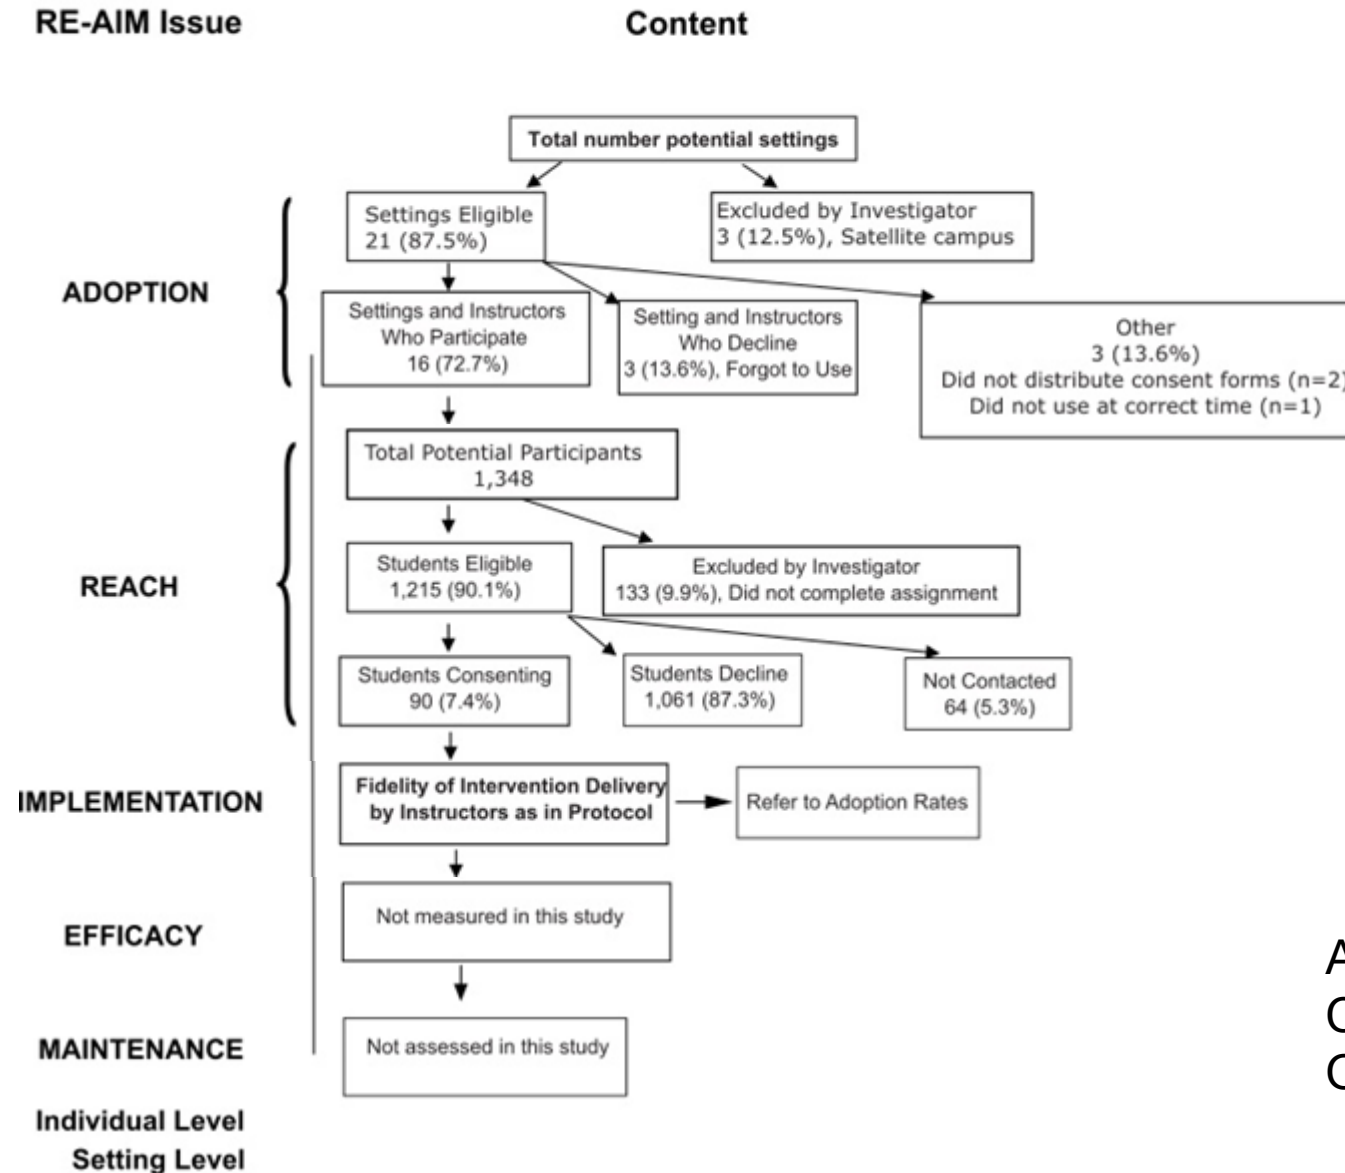 RE-AIM Issue
Content
Total number potential settings
Settings Eligible
21 (87.5%)
Excluded by Investigator
3 (12.5%), Satellite campus
ADOPTION
Settings and Instructors
Who Participate
16 (72.7%)
Setting and Instructors
Who Decline
3 (13.6%), Forgot to Use
Other
3 (13.6%)
Did not distribute consent forms (n=2)
Did not use at correct time (n=1)
Total Potential Participants
1,348
REACH
Students Eligible
1,215 (90.1%)
Excluded by Investigator
133 (9.9%), Did not complete assignment
Students Consenting
90 (7.4%)
Students Decline
1,061 (87.3%)
Not Contacted
64 (5.3%)
IMPLEMENTATION
Fidelity of Intervention Delivery
by Instructors as in Protocol
Refer to Adoption Rates
EFFICACY
Not measured in this study
MAINTENANCE
Not assessed in this study
Individual Level
Setting Level